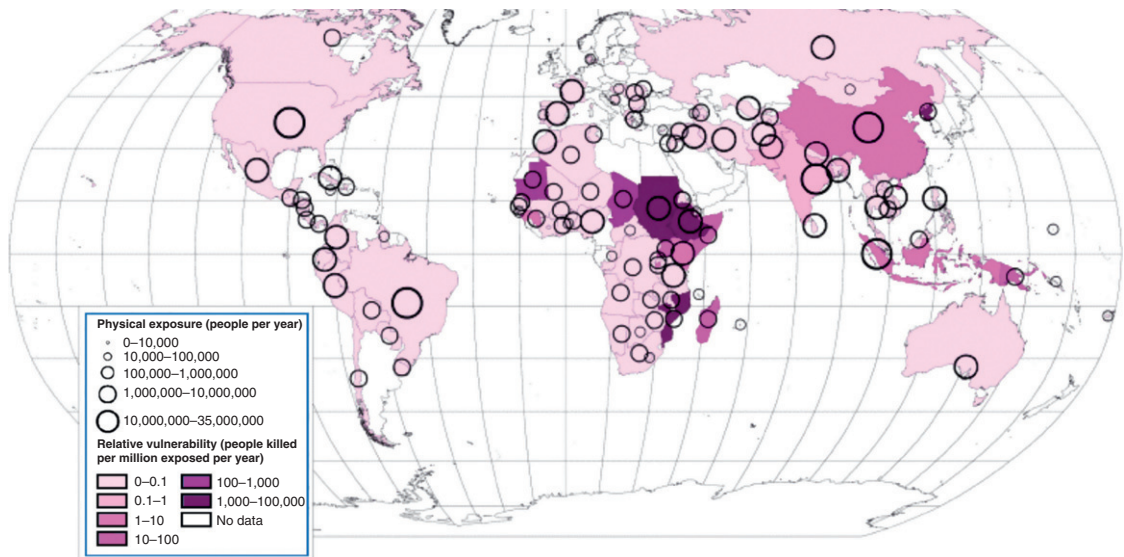 Physical exposure (people per year)
0–10,000
10,000–100,000
100,000–1,000,000
1,000,000–10,000,000
10,000,000–35,000,000
Relative vulnerability (people killed
per million exposed per year)
0–0.1
100–1,000
0.1–1
1,000–100,000
1–10
No data
10–100